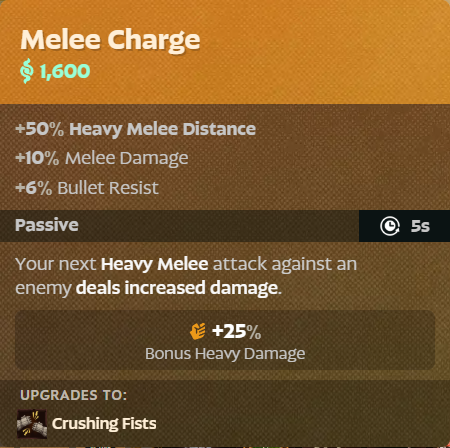 Melee Charge
1,600
+50% Heavy Melee Distance
+10% Melee Damage
+6% Bullet Resist
Passive 5s
Your next Heavy Melee attack against an
enemy deals increased damage.
+25%
Bonus Heavy Damage
UPGRADES TO:
Crushing Fists